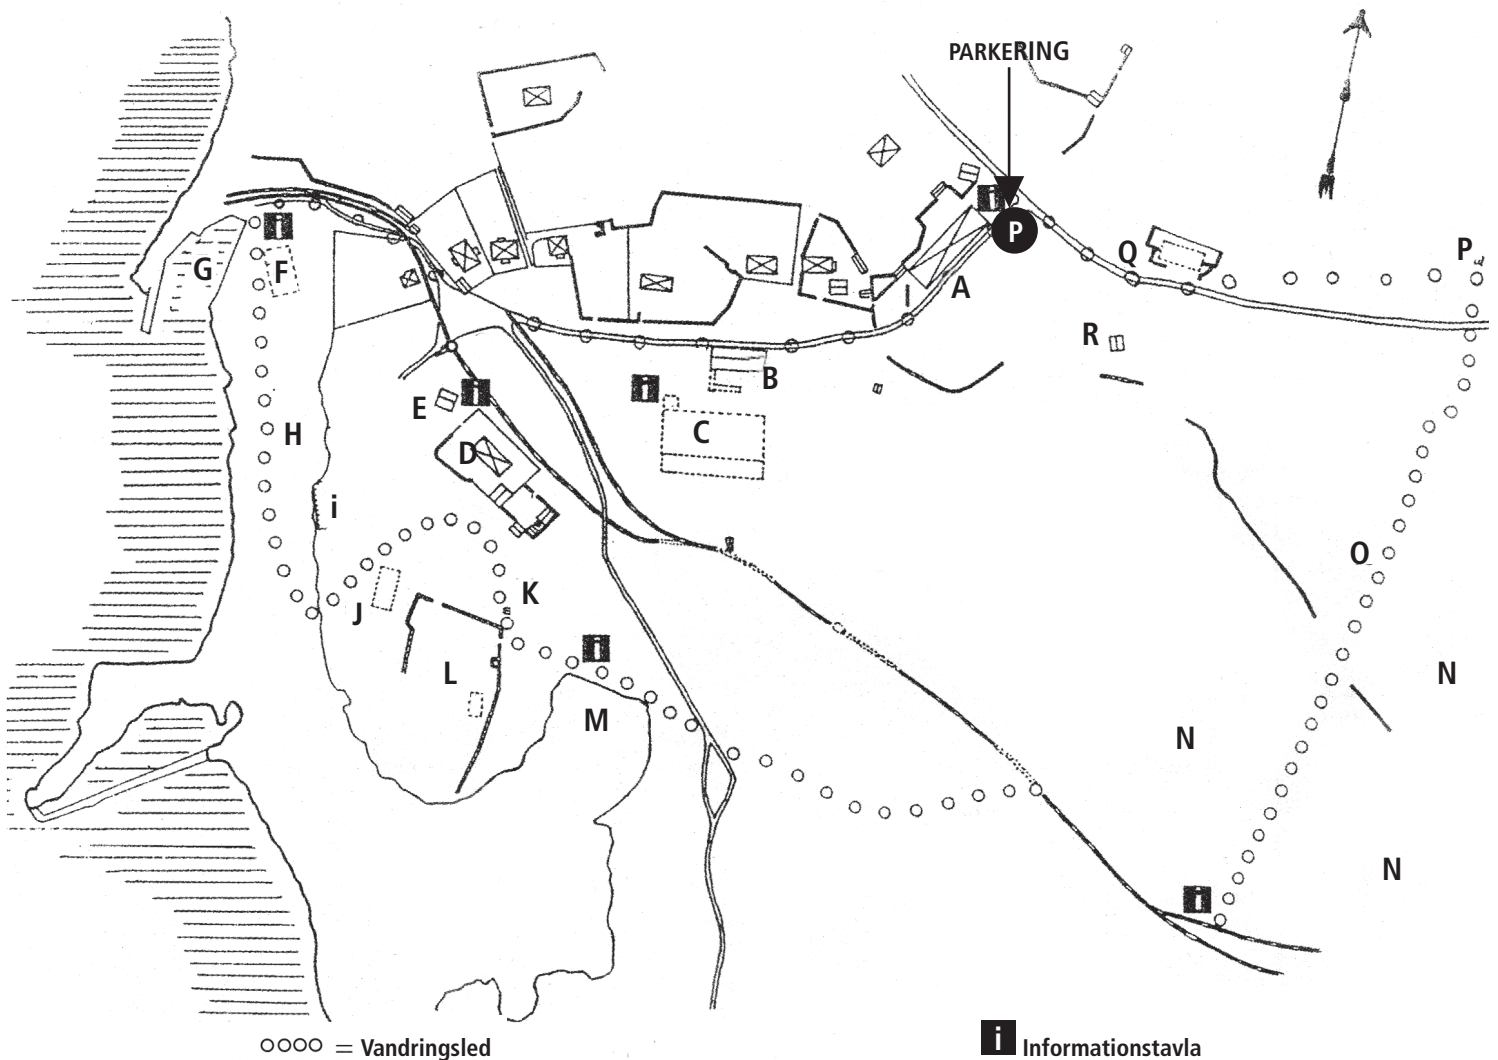 PARKERING
i
P
Q
P
G
i
F
A
R
B
i
i
E
C
D
H
i
O
K
J
i
L
N
M
N
N
i
= Vandringsled
i Informationstavla